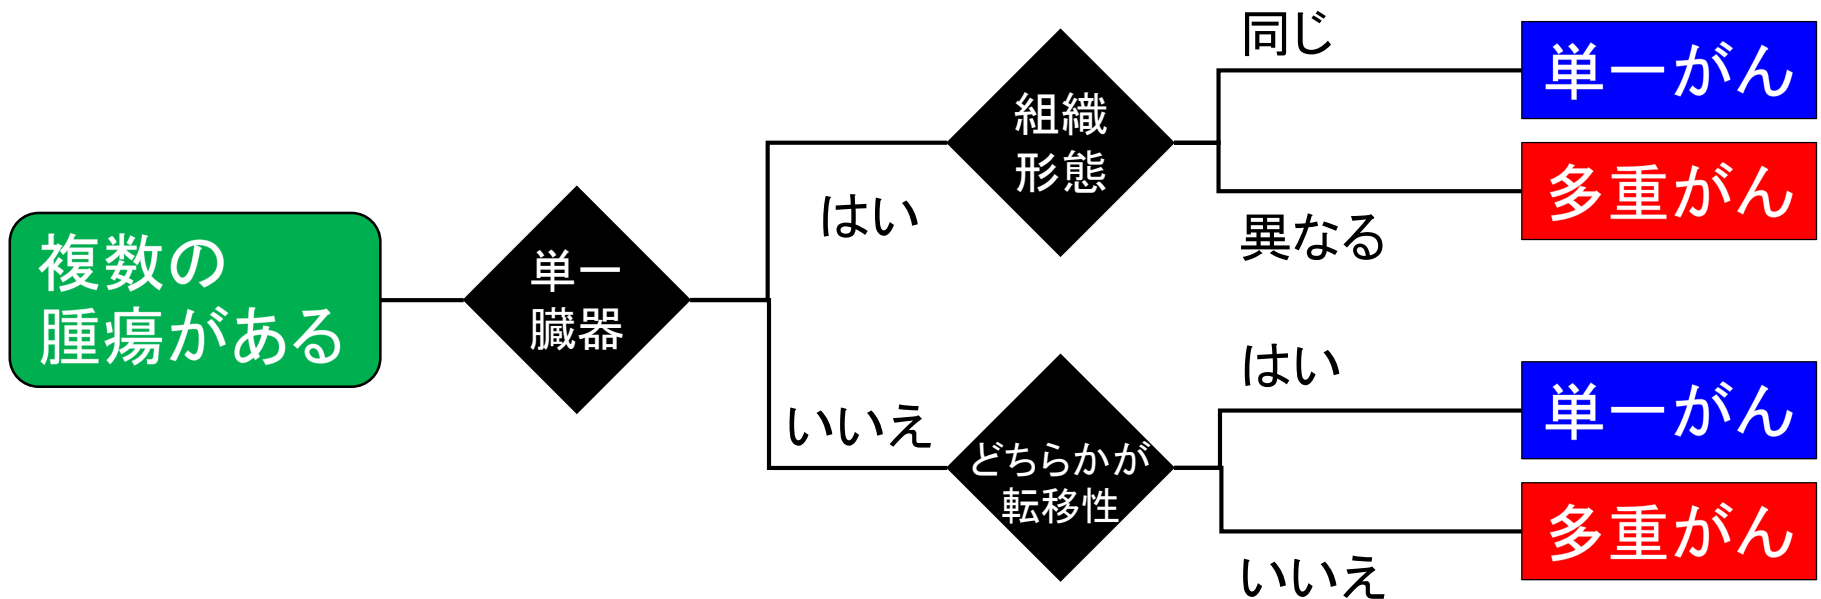 複数の
腫瘍がある
単一
臓器
はい
いいえ
組織
形態
同じ
異なる
単一がん
多重がん
どちらかが
転移性
はい
いいえ
単一がん
多重がん